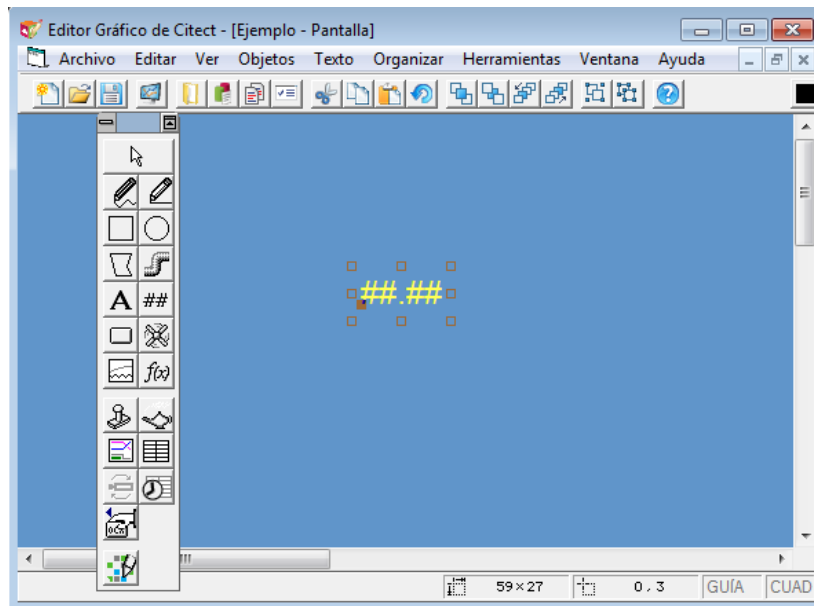 Editor Gráfico de Citect - [Ejemplo - Pantalla]
Archivo Editar Ver Objetos Texto Organizar Herramientas Ventana Ayuda
##.##
A ##
f(x)
59×27 0,3 GUÍA CUAD